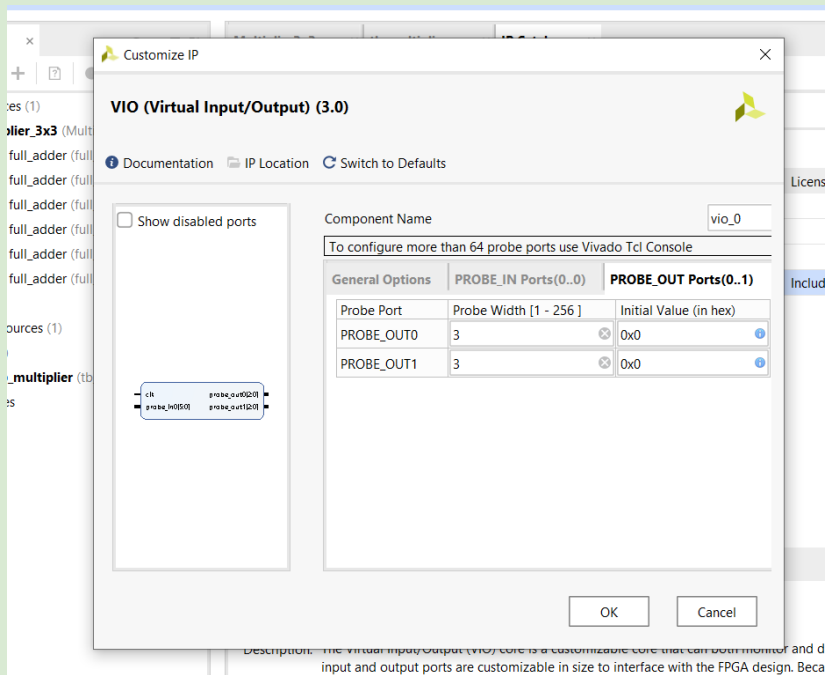 Customize IP
VIO (Virtual Input/Output) (3.0)
Documentation IP Location Switch to Defaults
Show disabled ports
Component Name vio_0
To configure more than 64 probe ports use Vivado Tcl Console
General Options PROBE_IN Ports(0..0) PROBE_OUT Ports(0..1)
Probe Port Probe Width [1 - 256 ] Initial Value (in hex)
PROBE_OUT0 3 0x0
PROBE_OUT1 3 0x0
clk probe_out0[2:0]
probe_in0[5:0] probe_out1[2:0]
OK Cancel
ces (1)
plier_3x3 (Mult
full_adder (full
full_adder (full
full_adder (full
full_adder (full
full_adder (full
full_adder (full
ources (1)
_multiplier (tb
es
Licens
Includ
Description: The Virtual Input/Output (VIO) core is a customizable core that can both monitor and d
input and output ports are customizable in size to interface with the FPGA design. Beca